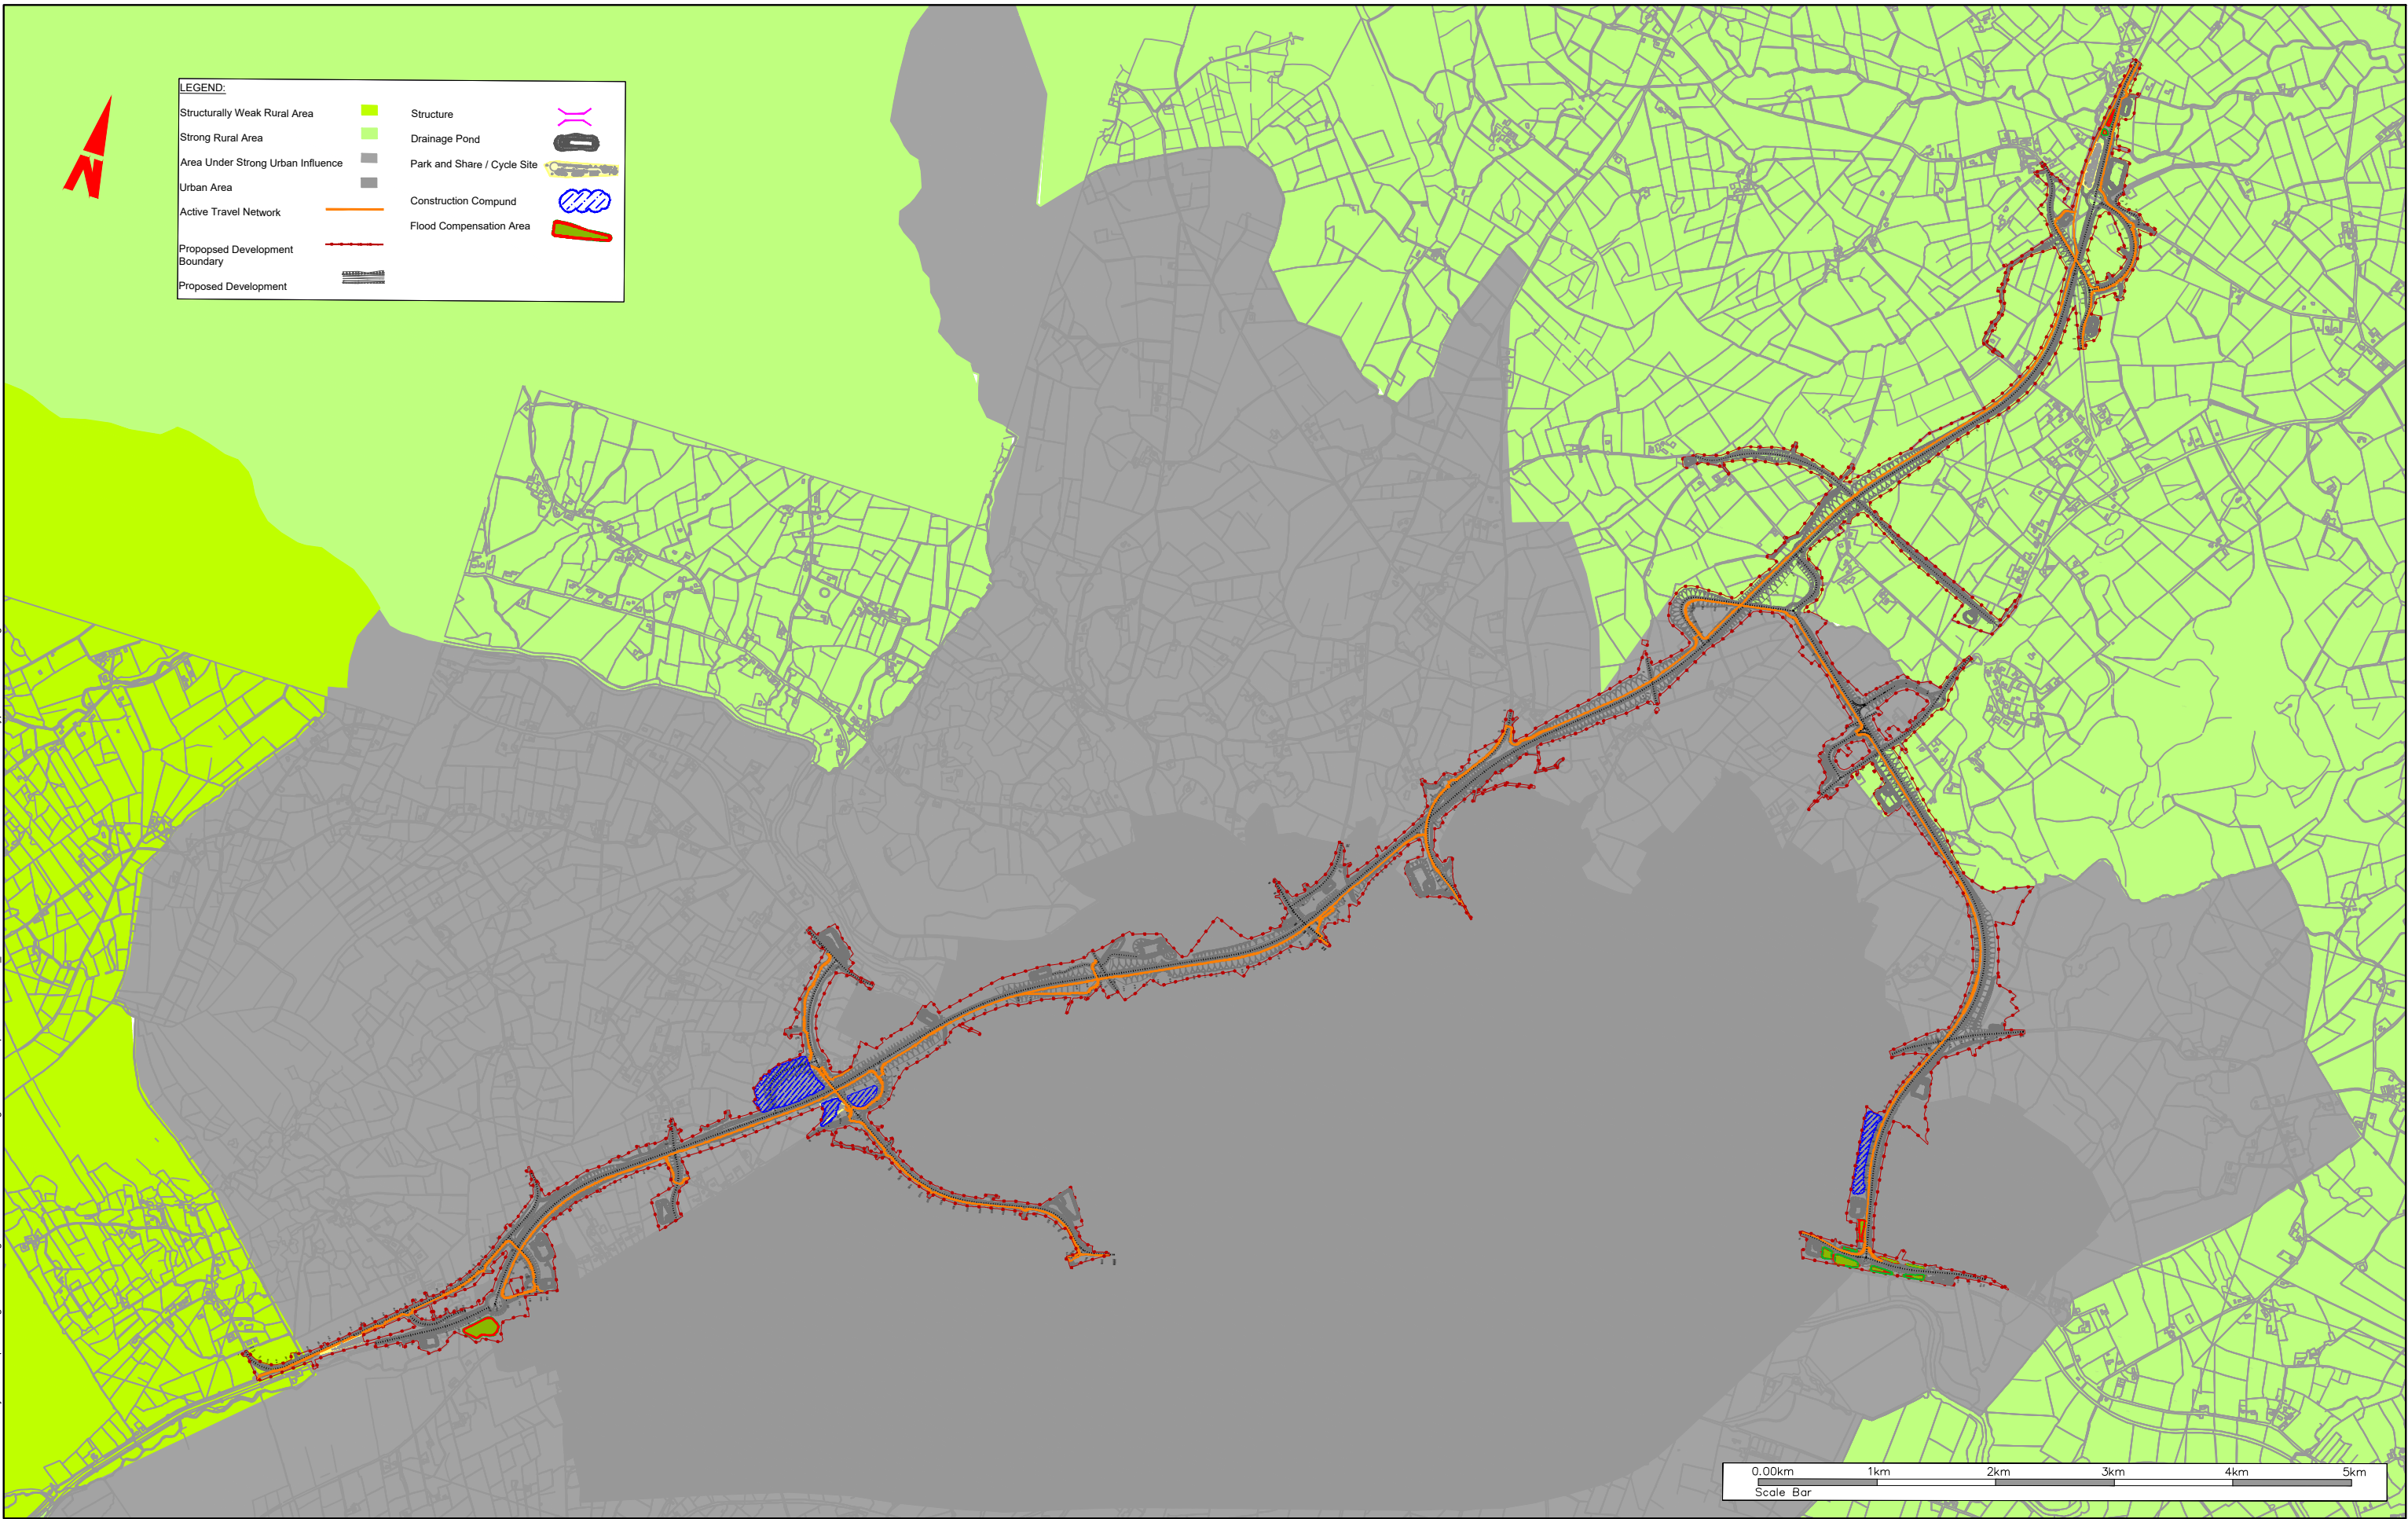 N
LEGEND:
Structurally Weak Rural Area
Strong Rural Area
Area Under Strong Urban Influence
Urban Area
Active Travel Network
Propposed Development
Boundary
Proposed Development
Structure
Drainage Pond
Park and Share / Cycle Site
Construction Compund
Flood Compensation Area
0.00km 1km 2km 3km 4km 5km
Scale Bar